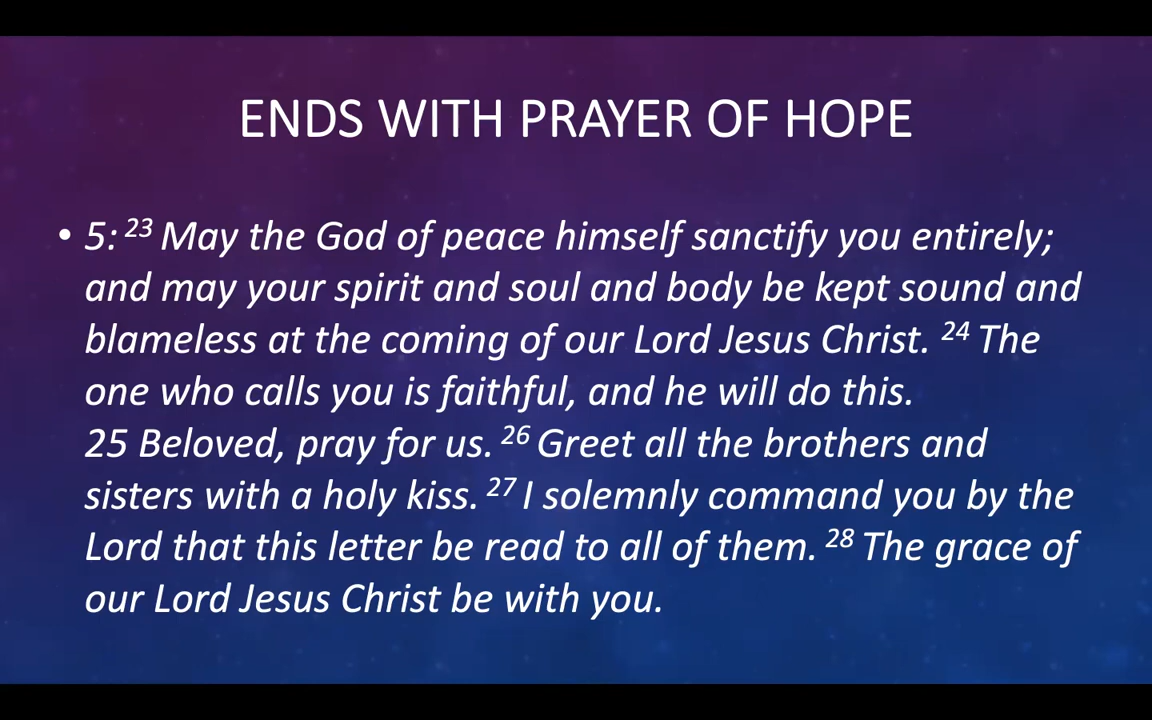 ENDS WITH PRAYER OF HOPE
• 5: 23 May the God of peace himself sanctify you entirely;
and may your spirit and soul and body be kept sound and
blameless at the coming of our Lord Jesus Christ. 24 The
one who calls you is faithful, and he will do this.
25 Beloved, pray for us. 26 Greet all the brothers and
sisters with a holy kiss. 27 I solemnly command you by the
Lord that this letter be read to all of them. 28 The grace of
our Lord Jesus Christ be with you.